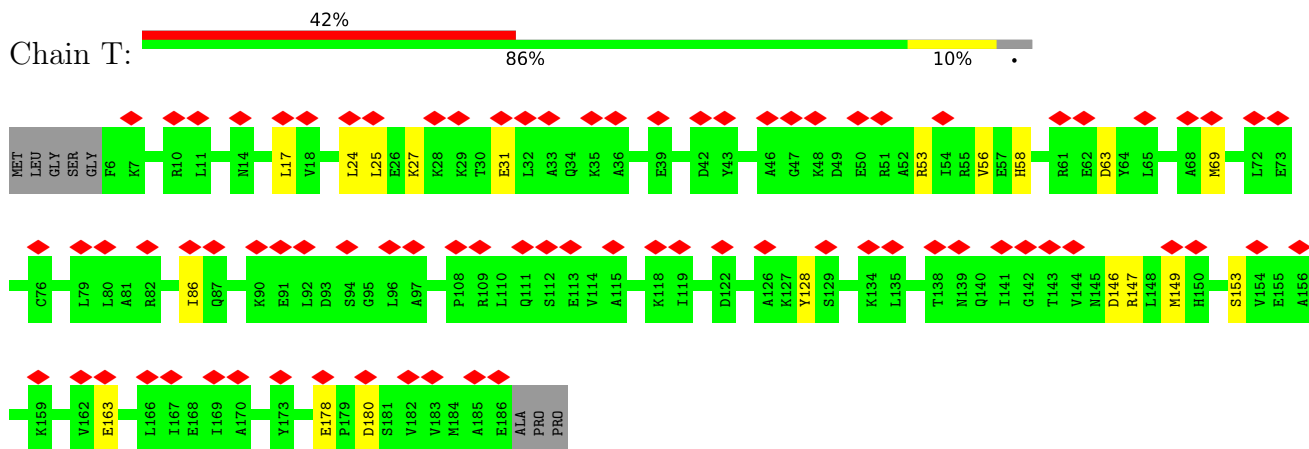 42%
Chain T:
86% 10% •
MET LEU GLY SER GLY F6 K7 R10 L11 N14 L17 V18 L24 L25 E26 K27 K28 K29 T30 E31 L32 A33 Q34 K35 A36 E39 D42 Y43 A46 G47 K48 D49 E50 R51 A52 R53 I54 R55 V56 E57 H58 R61 E62 D63 Y64 L65 A68 M69 L72 E73
C76 L79 L80 A81 R82 I86 Q87 K90 E91 L92 D93 S94 G95 L96 A97 P108 R109 L110 Q111 S112 E113 V114 A115 K118 I119 D122 A126 K127 Y128 S129 K134 L135 T138 N139 Q140 I141 G142 T143 V144 N145 D146 R147 L148 M149 H150 S153 V154 E155 A156
K159 V162 E163 L166 I167 E168 I169 A170 Y173 E178 P179 D180 S181 V182 V183 M184 A185 E186 ALA PRO PRO